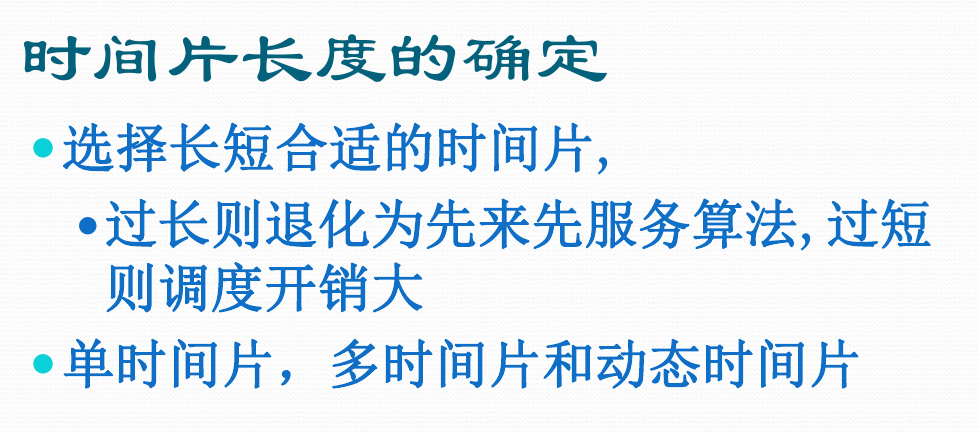 时间片长度的确定
•选择长短合适的时间片,
•过长则退化为先来先服务算法, 过短
则调度开销大
•单时间片，多时间片和动态时间片